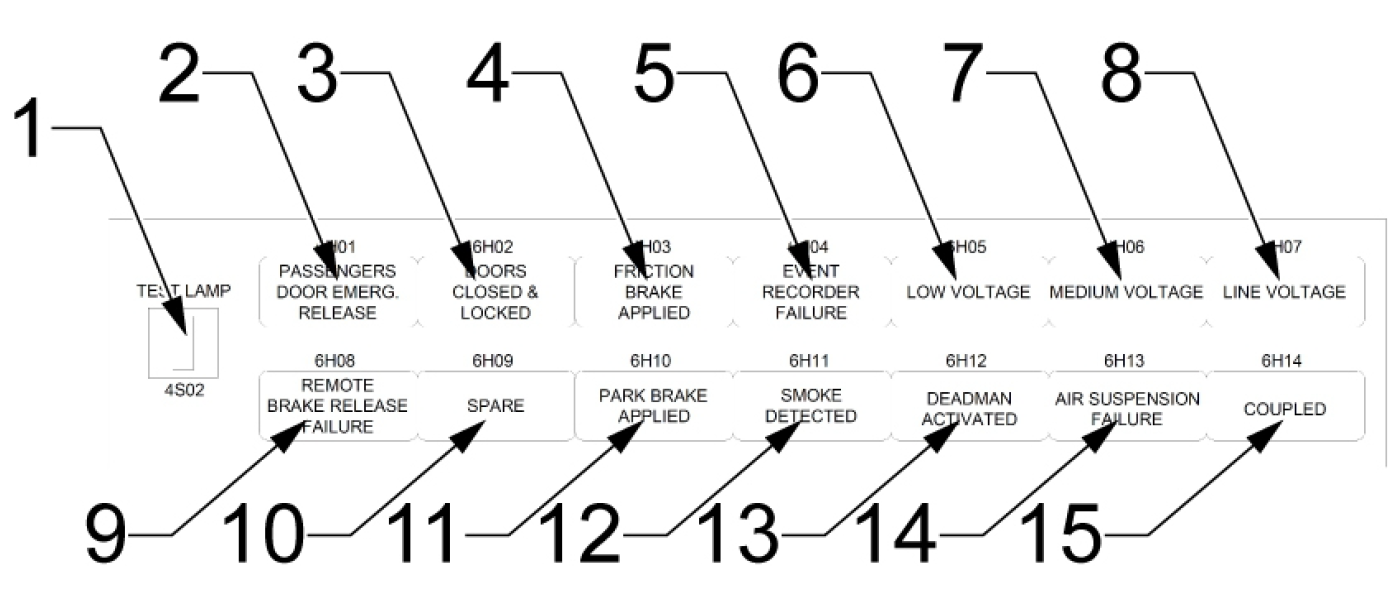 1 2 3 4 5 6 7 8
6H01 6H02 6H03 6H04 6H05 6H06 6H07
TEST LAMP
PASSENGERS
DOOR EMERG.
RELEASE
DOORS
CLOSED &
LOCKED
FRICTION
BRAKE
APPLIED
EVENT
RECORDER
FAILURE
LOW VOLTAGE
MEDIUM VOLTAGE
LINE VOLTAGE
4S02
6H08 6H09 6H10 6H11 6H12 6H13 6H14
REMOTE
BRAKE RELEASE
FAILURE
SPARE
PARK BRAKE
APPLIED
SMOKE
DETECTED
DEADMAN
ACTIVATED
AIR SUSPENSION
FAILURE
COUPLED
9 10 11 12 13 14 15